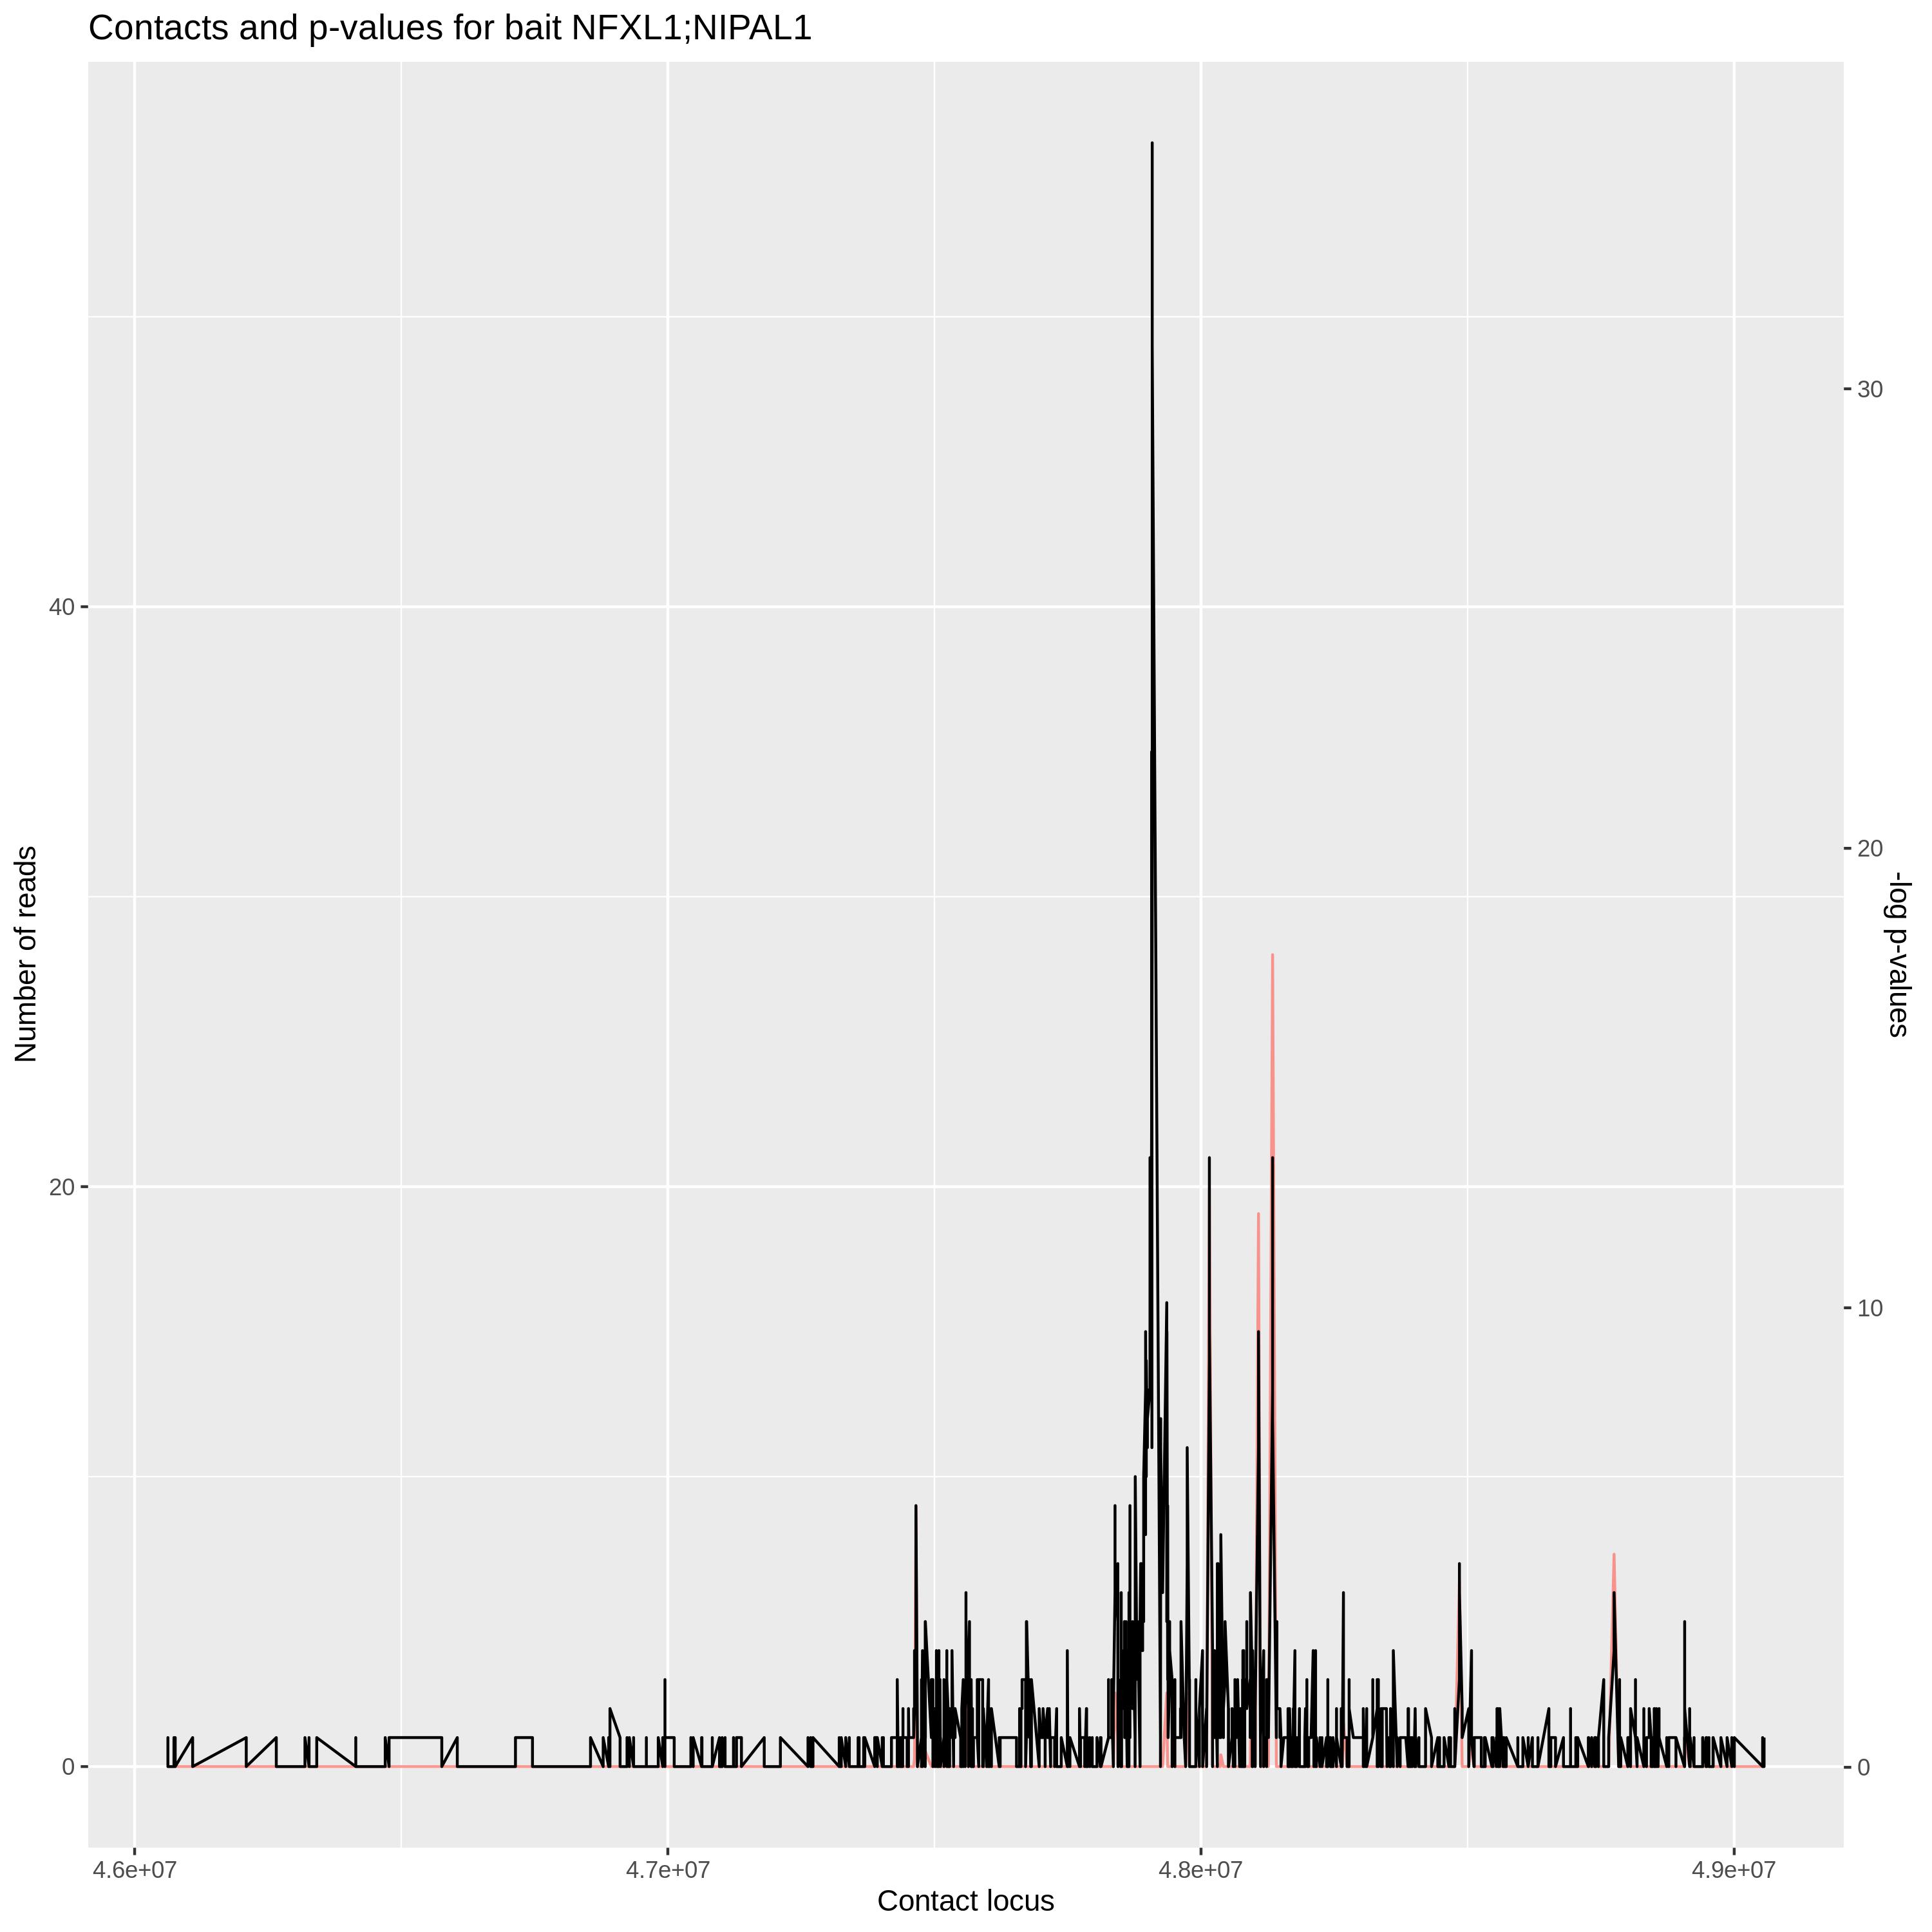 Contacts and p-values for bait NFXL1;NIPAL1
Number of reads
40
20
0
30
20
10
0
-log p-values
4.6e+07
4.7e+07
4.8e+07
4.9e+07
Contact locus